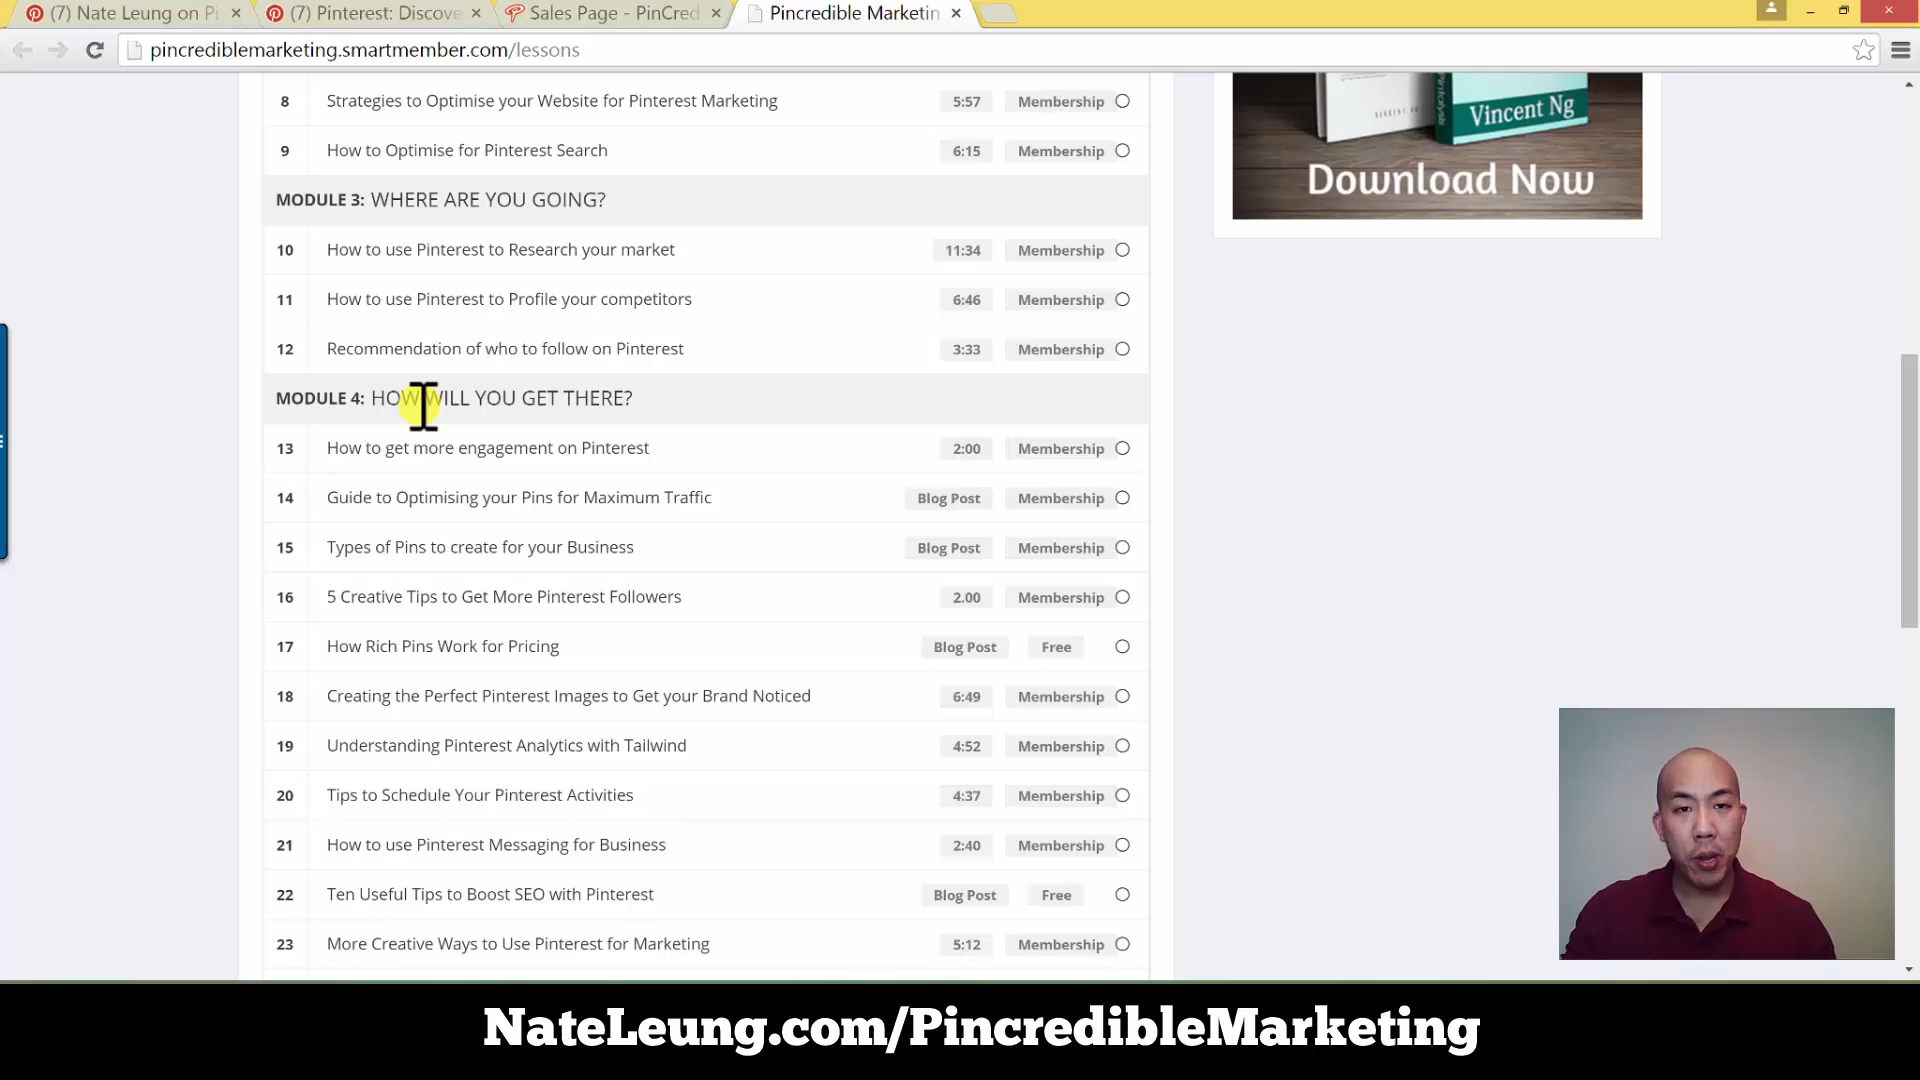 (7) Nate Leung on Pi
(7) Pinterest: Discove
Sales Page - PinCred
Pincredible Marketin
pincrediblemarketing.smartmember.com/lessons
8 Strategies to Optimise your Website for Pinterest Marketing 5:57 Membership
9 How to Optimise for Pinterest Search 6:15 Membership
MODULE 3: WHERE ARE YOU GOING?
10 How to use Pinterest to Research your market 11:34 Membership
11 How to use Pinterest to Profile your competitors 6:46 Membership
12 Recommendation of who to follow on Pinterest 3:33 Membership
MODULE 4: HOW WILL YOU GET THERE?
13 How to get more engagement on Pinterest 2:00 Membership
14 Guide to Optimising your Pins for Maximum Traffic Blog Post Membership
15 Types of Pins to create for your Business Blog Post Membership
16 5 Creative Tips to Get More Pinterest Followers 2.00 Membership
17 How Rich Pins Work for Pricing Blog Post Free
18 Creating the Perfect Pinterest Images to Get your Brand Noticed 6:49 Membership
19 Understanding Pinterest Analytics with Tailwind 4:52 Membership
20 Tips to Schedule Your Pinterest Activities 4:37 Membership
21 How to use Pinterest Messaging for Business 2:40 Membership
22 Ten Useful Tips to Boost SEO with Pinterest Blog Post Free
23 More Creative Ways to Use Pinterest for Marketing 5:12 Membership
VINCENT NG
Vincent Ng
Download Now
NateLeung.com/PincredibleMarketing